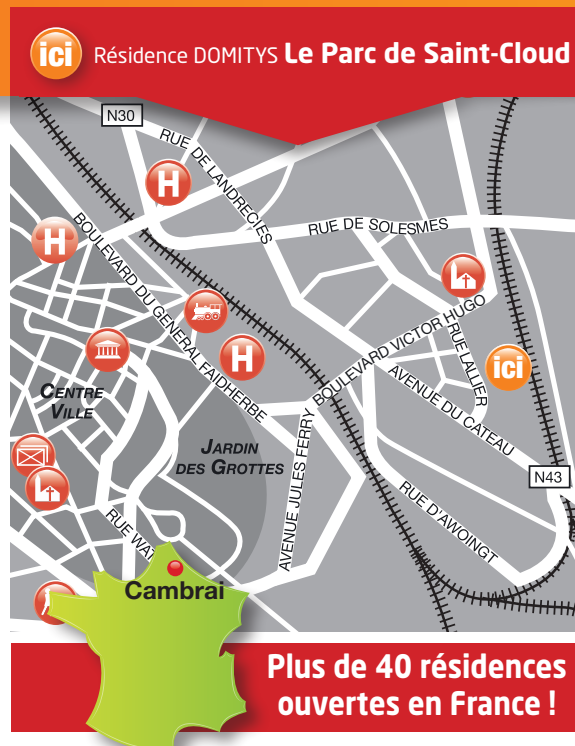 ici Résidence DOMITYS Le Parc de Saint-Cloud
N30
RUE DE LANDRECIES
H
RUE DE SOLESMES
H
BOULEVARD DU GENERAL FAIDHERBE
H
BOULEVARD VICTOR HUGO
RUE LALLIER
ici
CENTRE
VILLE
AVENUE DU CATEAU
JARDIN
DES GROTTES
AVENUE JULES FERRY
N43
RUE D'AWOINGT
RUE
Cambrai
Plus de 40 résidences
ouvertes en France !